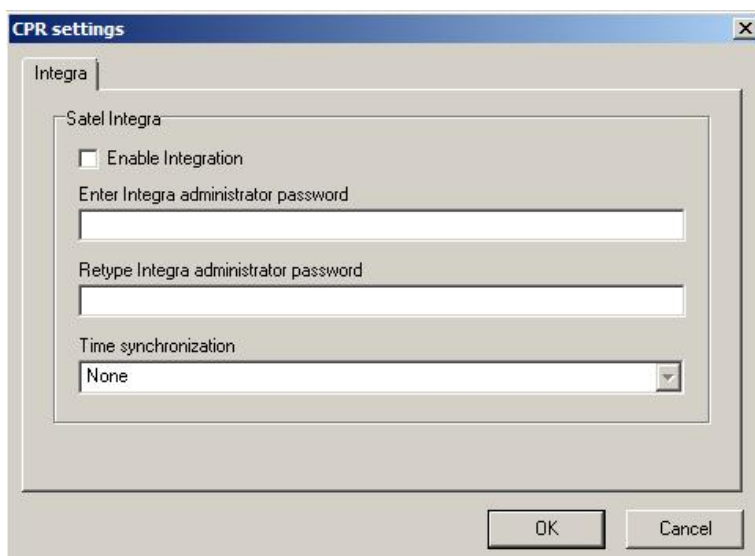 CPR settings
Integra
Satel Integra
Enable Integration
Enter Integra administrator password
Retype Integra administrator password
Time synchronization
None
OK
Cancel